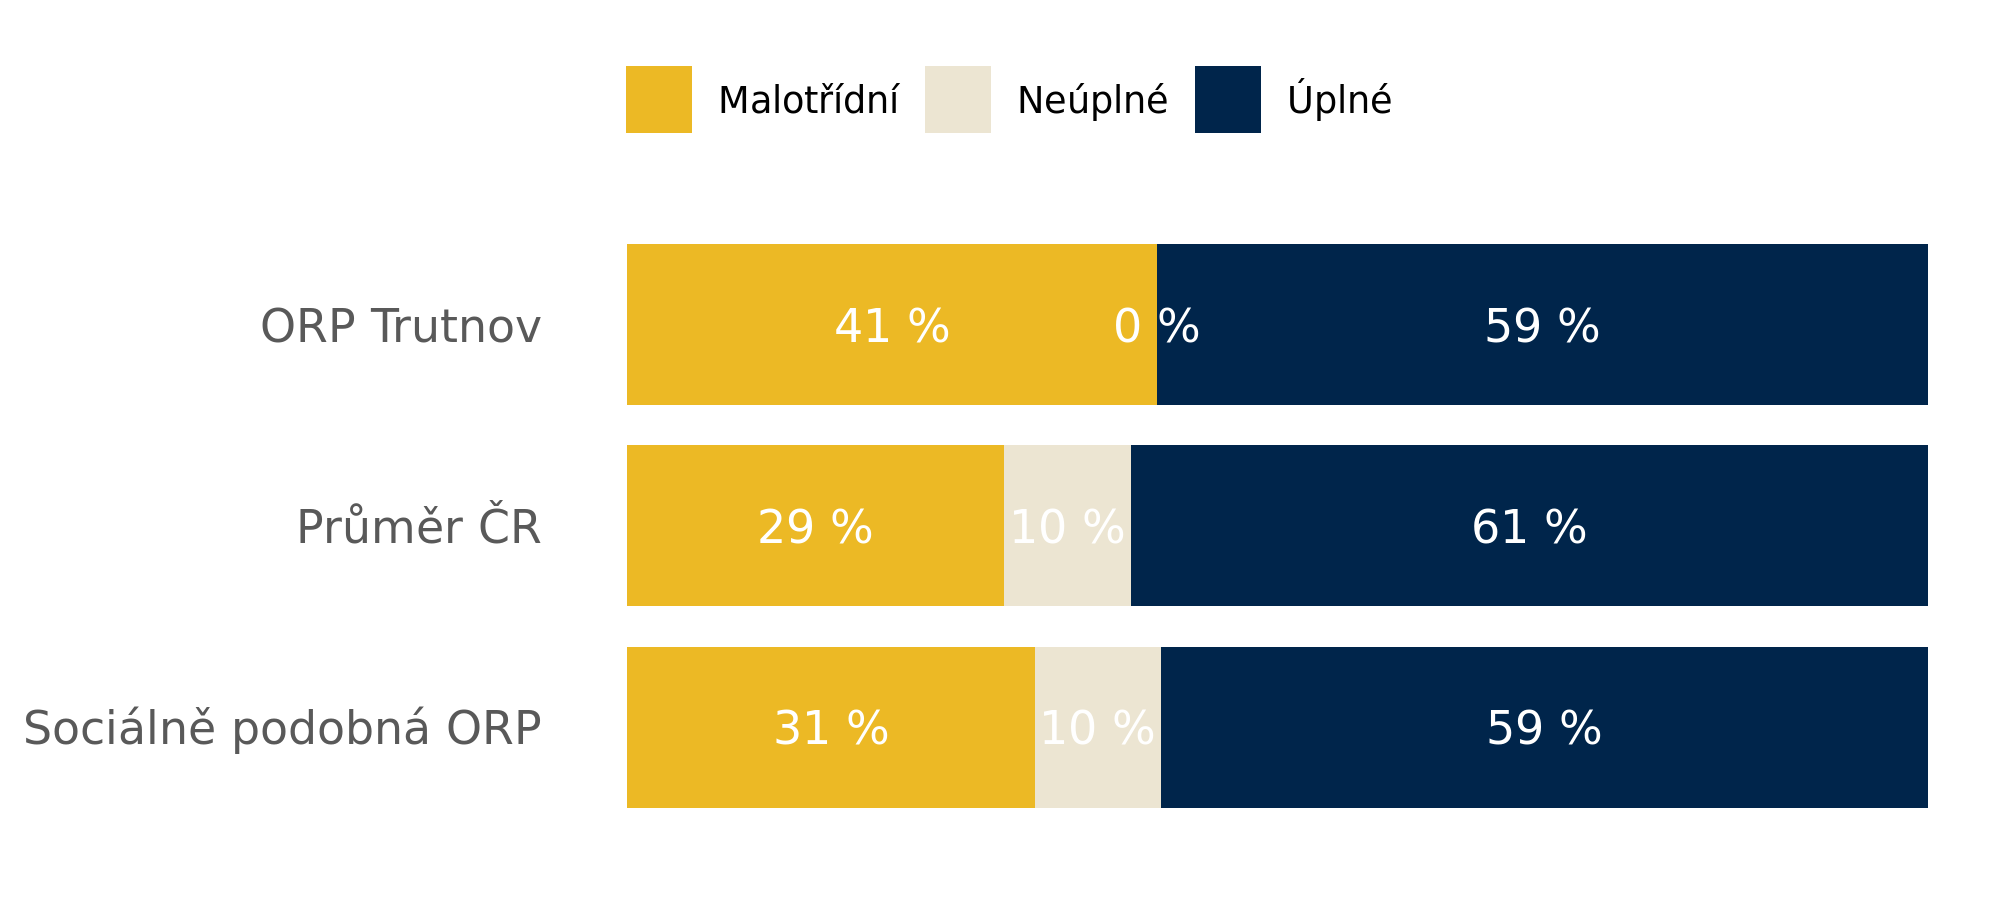 Malotřídní Neúplné Úplné
ORP Trutnov 41 % 0 % 59 %
Průměr ČR 29 % 10 % 61 %
Sociálně podobná ORP 31 % 10 % 59 %